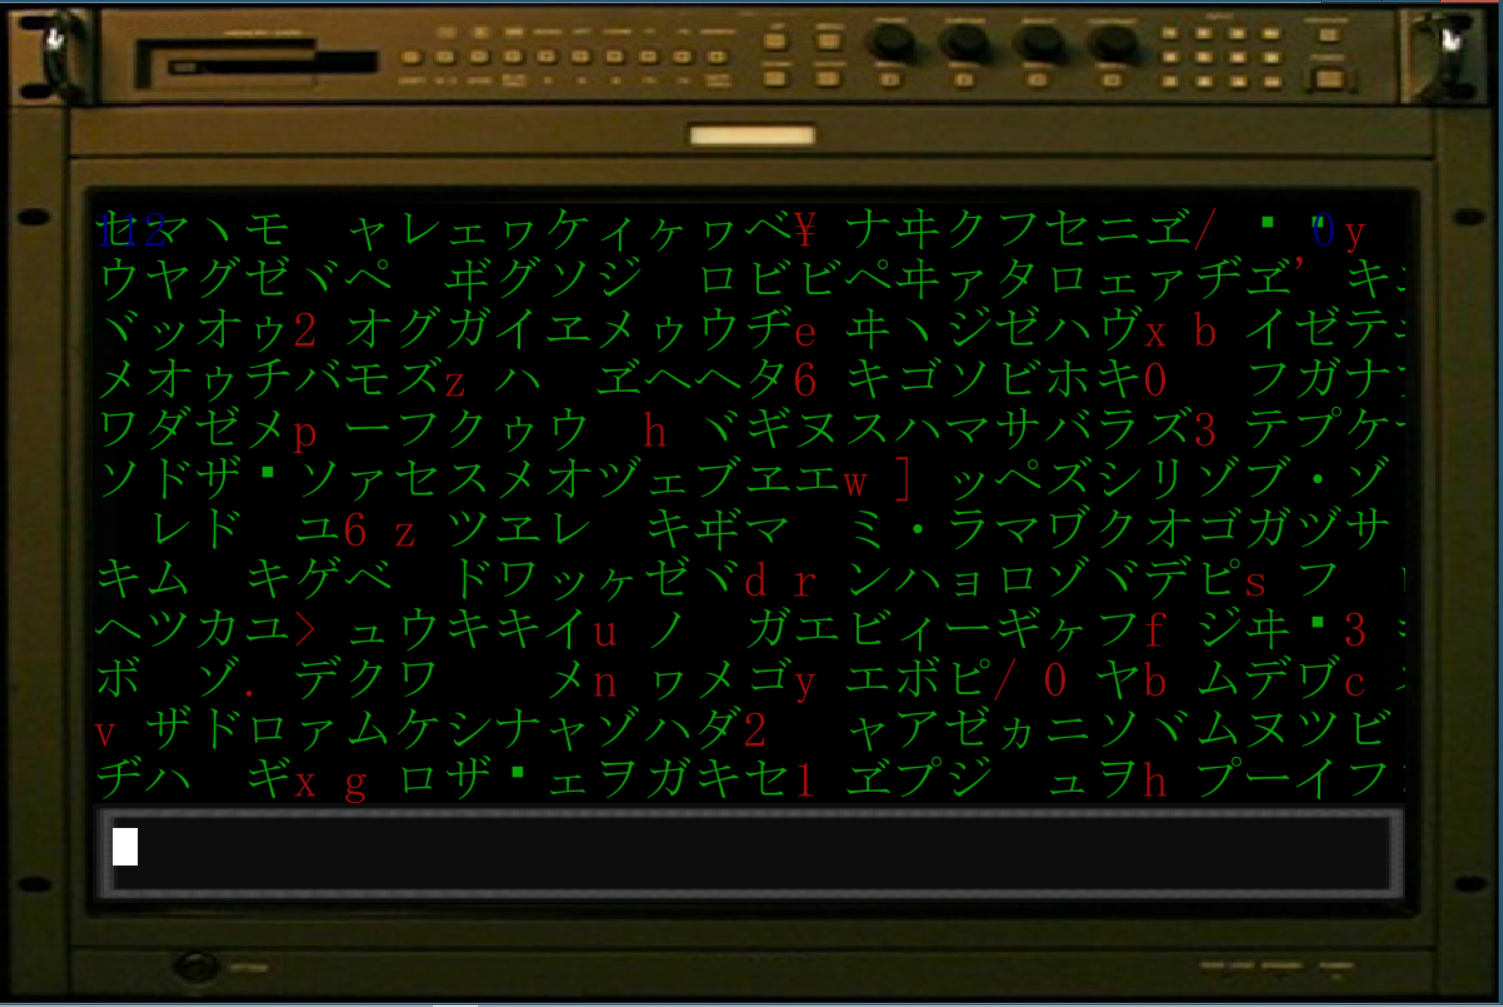 112 セマヽモ　ャレェヮケィヶヮベ¥ ナヰクフセニヹ/ ▪ ▪ 0 y
ウヤグゼヾペ　ギグソジ　ロビビペヰァタロェァヂヹ’ キ
ヾッオゥ2 オグガイヱメゥウヂe ヰヽジゼハヴx b イゼテ
メオゥチバモズz ハ　ヹヘヘタ6 キゴソビホキ0　フガナ
ワダゼメp ーフクゥウ　h ヾギヌスハマサバラズ3 テプケ
ソドザ▪ソァセスメオヅェブヱエw ] ッペズシリゾブ・ゾ
　レド　ユ6 z ツヱレ　キギマ　ミ・ラマヷクオゴガヅサ
キム　キゲベ　ドワッヶゼヾd r ンハョロゾヾデピs フ
ヘツカユ> ュウキキイu ノ　ガエビィーギヶフf ジヰ▪3
ボ　ゾ. デクワ　　メn ヮメゴy エボピ/ 0 ヤb ムデヷc
v ザドロァムケシナャゾハダ2　ャアゼヵニソヾムヌツビ
ヂハ　ギx g ロザ▪ェヲガキセ1 ヹプジ　ュヲh プーイフ